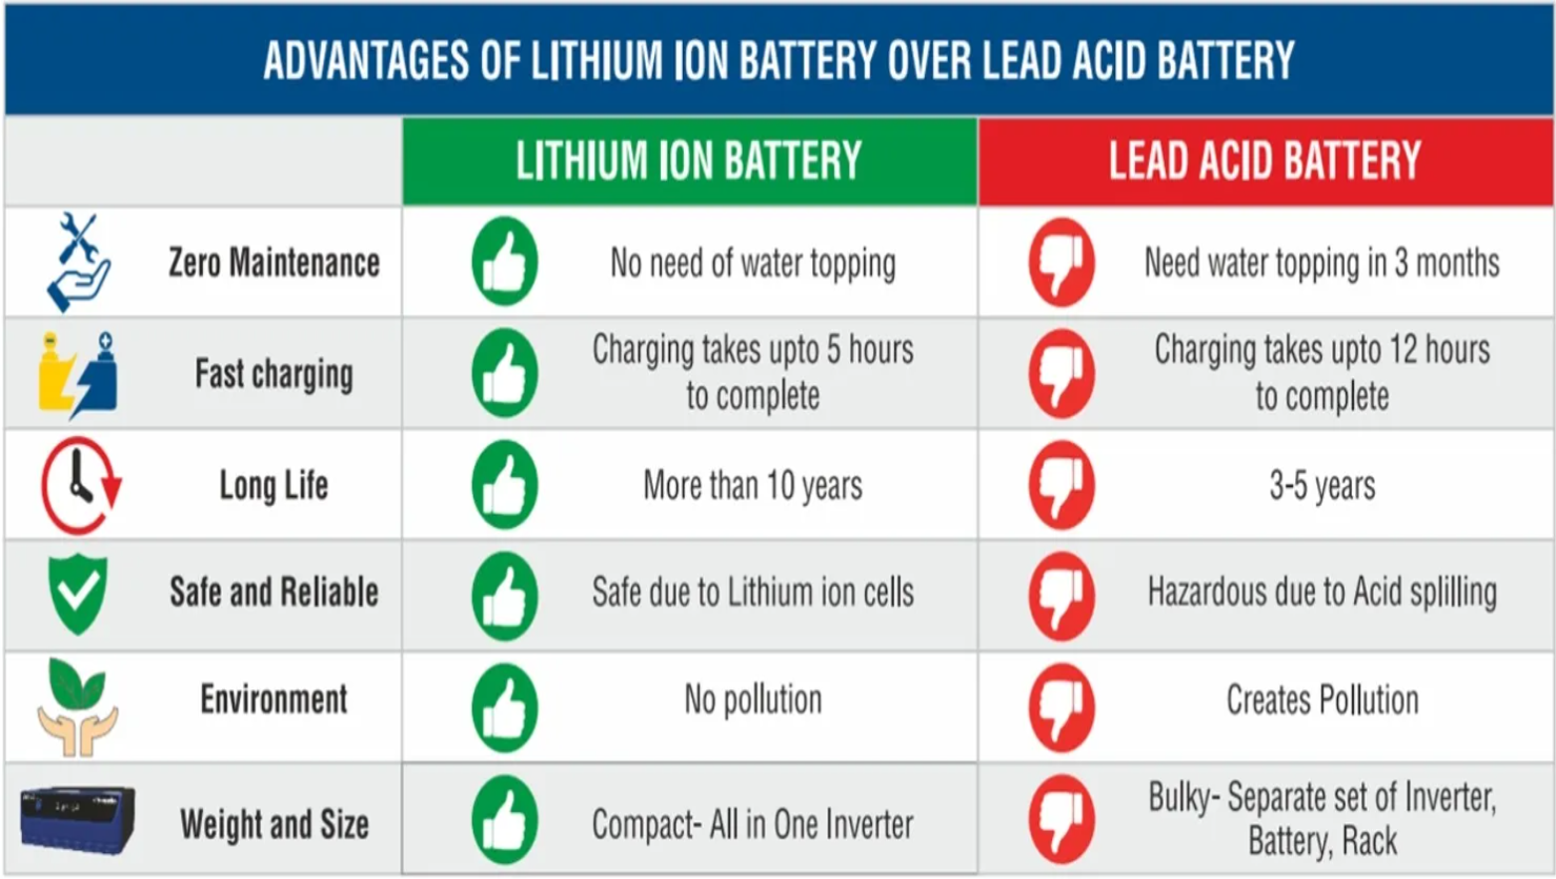 ADVANTAGES OF LITHIUM ION BATTERY OVER LEAD ACID BATTERY
LITHIUM ION BATTERY
LEAD ACID BATTERY
Zero Maintenance
No need of water topping
Need water topping in 3 months
Fast charging
Charging takes upto 5 hours
to complete
Charging takes upto 12 hours
to complete
Long Life
More than 10 years
3-5 years
Safe and Reliable
Safe due to Lithium ion cells
Hazardous due to Acid splilling
Environment
No pollution
Creates Pollution
Weight and Size
Compact- All in One Inverter
Bulky- Separate set of Inverter,
Battery, Rack